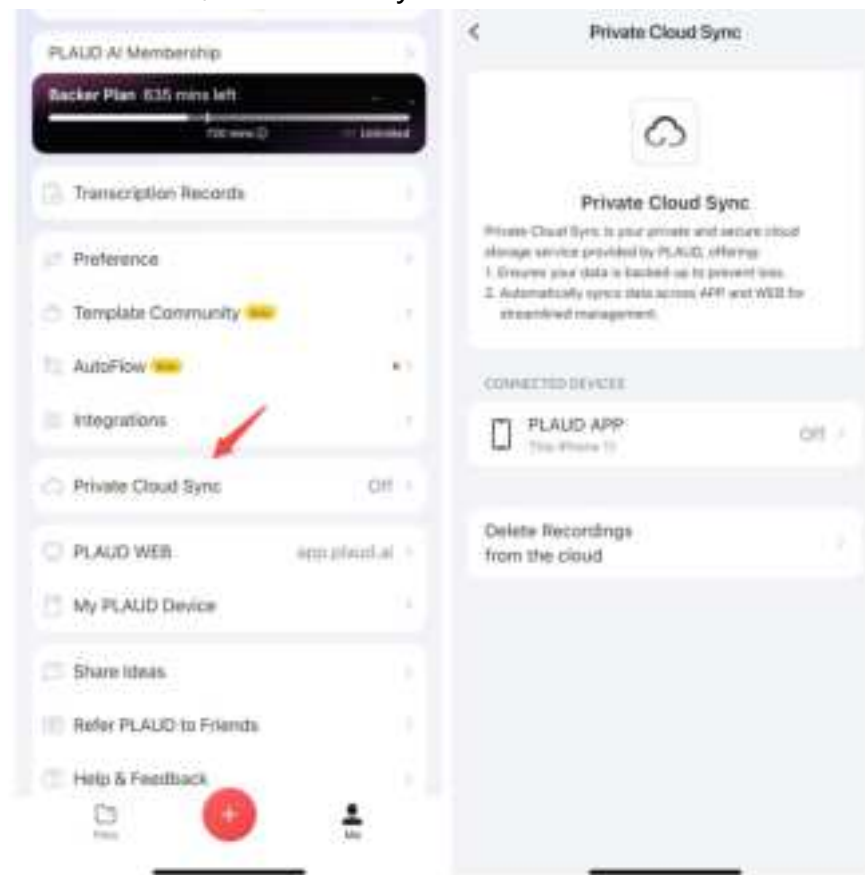 PLAUD AI Membership
Backer Plan 635 mins left
Unlimited
Transcription Records
Preference
Template Community
AutoFlow
Integrations
Private Cloud Sync Off
PLAUD WEB app.plaud.ai
My PLAUD Device
Share Ideas
Refer PLAUD to Friends
Help & Feedback
Files
Me
Private Cloud Sync
Private Cloud Sync
Private Cloud Sync is your private and secure cloud
storage service provided by PLAUD, offering:
1. Ensures your data is backed up to prevent loss.
2. Automatically syncs data across APP and WEB for
streamlined management.
CONNECTED DEVICES
PLAUD APP Off
This iPhone
Delete Recordings
from the cloud